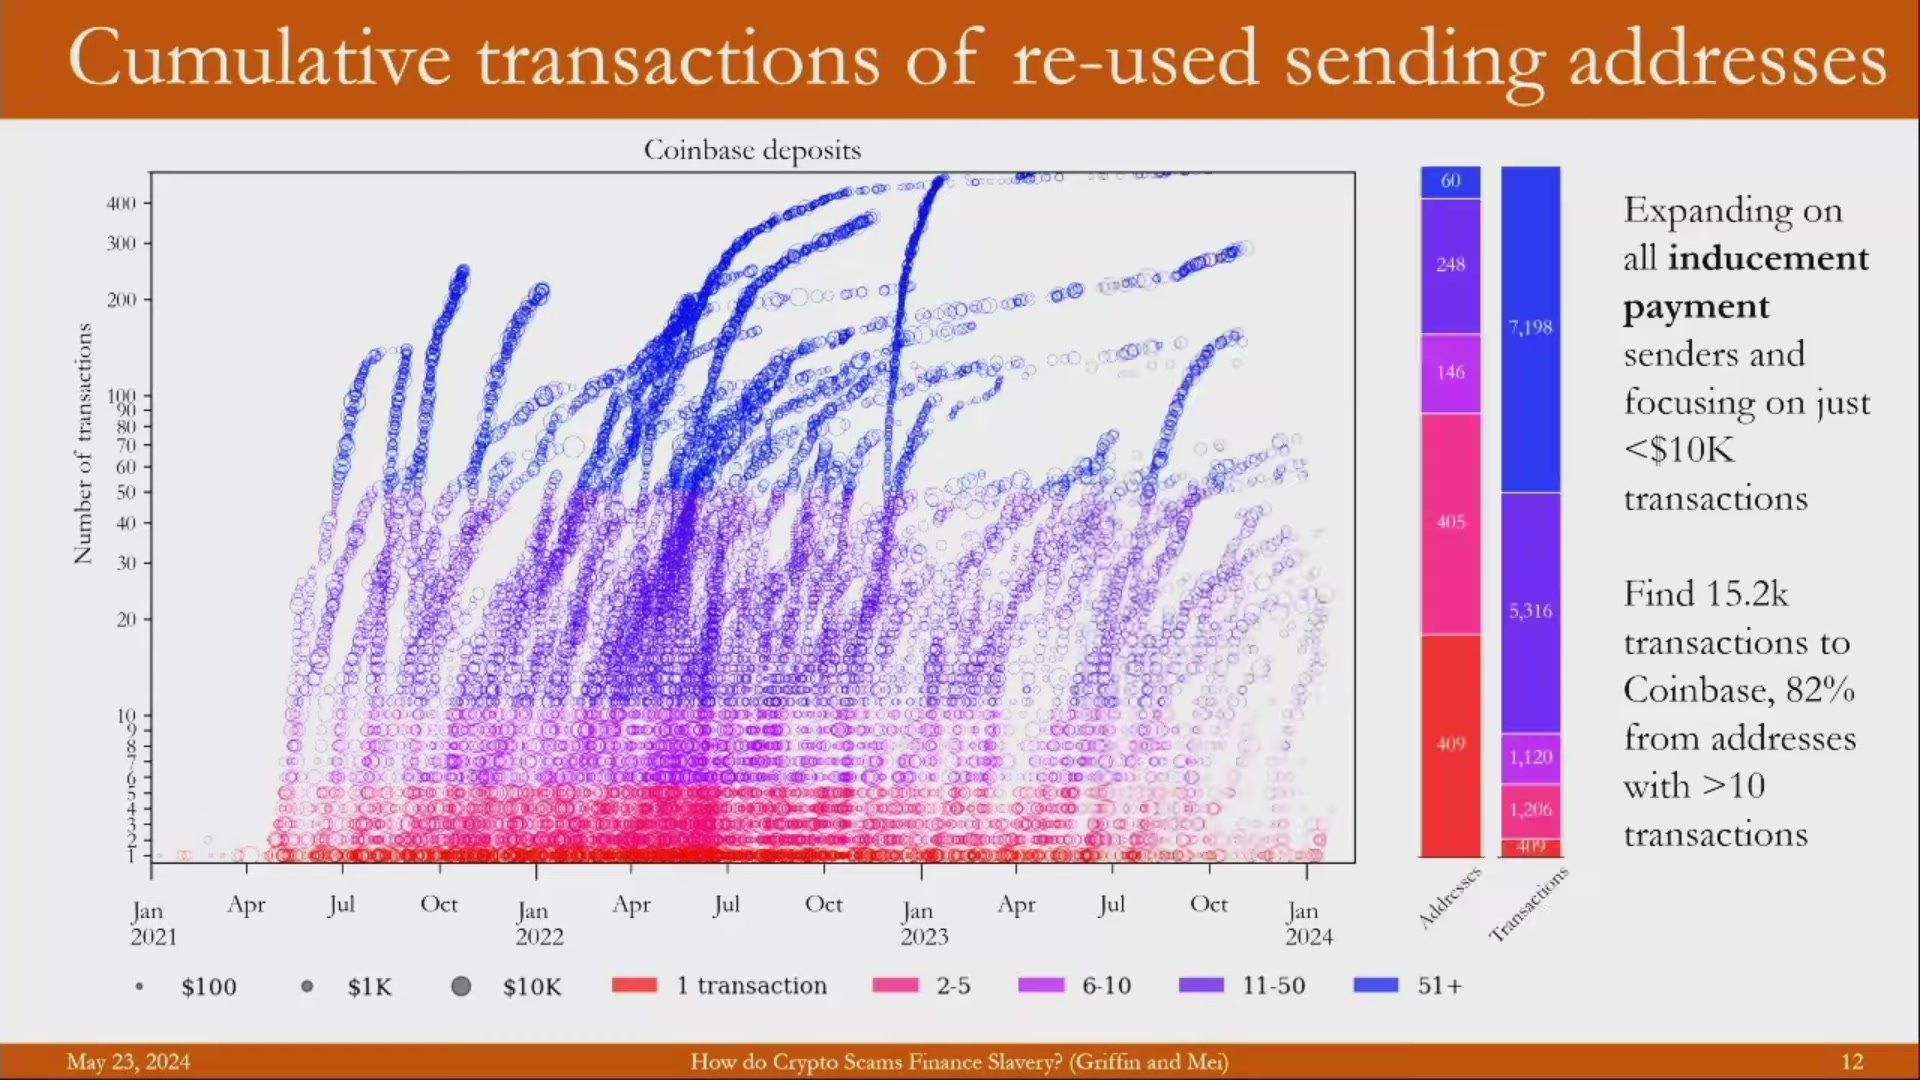 Cumulative transactions of re-used sending addresses
Coinbase deposits
Number of transactions
400
300
200
100
90
80
70
60
50
40
30
20
10
9
8
7
6
5
4
3
2
1
Jan
2021
Apr
Jul
Oct
Jan
2022
Apr
Jul
Oct
Jan
2023
Apr
Jul
Oct
Jan
2024
60
248
146
405
409
Addresses
7,198
5,316
1,120
1,206
409
Transactions
Expanding on
all inducement
payment
senders and
focusing on just
<$10K
transactions
Find 15.2k
transactions to
Coinbase, 82%
from addresses
with >10
transactions
$100 $1K $10K 1 transaction 2-5 6-10 11-50 51+
May 23, 2024
How do Crypto Scams Finance Slavery? (Griffin and Mei)
12